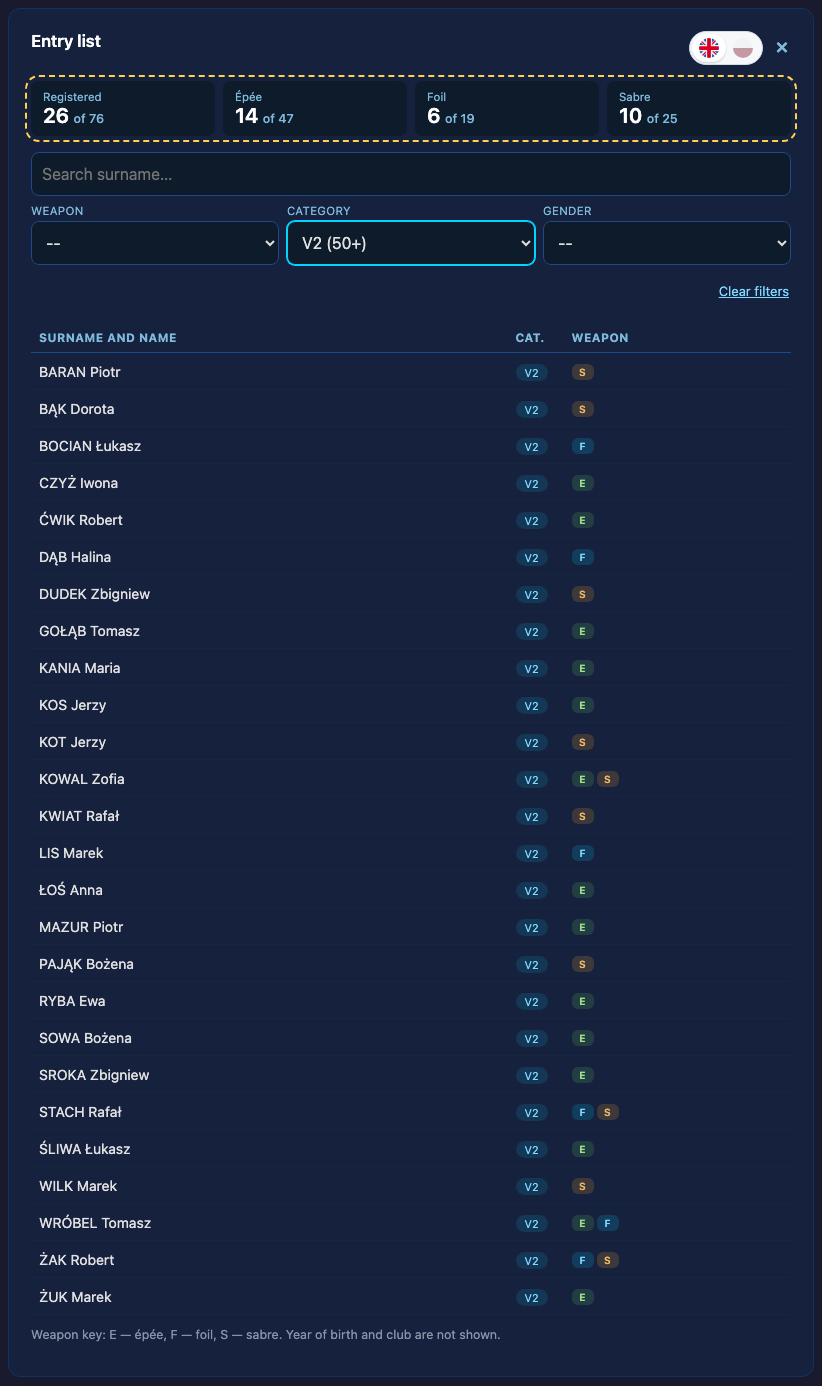 Entry list
×
Registered Épée Foil Sabre
26 of 76 14 of 47 6 of 19 10 of 25
Search surname...
WEAPON CATEGORY GENDER
-- V2 (50+) --
Clear filters
SURNAME AND NAME CAT. WEAPON
BARAN Piotr V2 S
BĄK Dorota V2 S
BOCIAN Łukasz V2 F
CZYŻ Iwona V2 E
ĆWIK Robert V2 E
DĄB Halina V2 F
DUDEK Zbigniew V2 S
GOŁĄB Tomasz V2 E
KANIA Maria V2 E
KOS Jerzy V2 E
KOT Jerzy V2 S
KOWAL Zofia V2 E S
KWIAT Rafał V2 S
LIS Marek V2 F
ŁOŚ Anna V2 E
MAZUR Piotr V2 E
PAJĄK Bożena V2 S
RYBA Ewa V2 E
SOWA Bożena V2 E
SROKA Zbigniew V2 E
STACH Rafał V2 F S
ŚLIWA Łukasz V2 E
WILK Marek V2 S
WRÓBEL Tomasz V2 E F
ŻAK Robert V2 F S
ŻUK Marek V2 E
Weapon key: E — épée, F — foil, S — sabre. Year of birth and club are not shown.